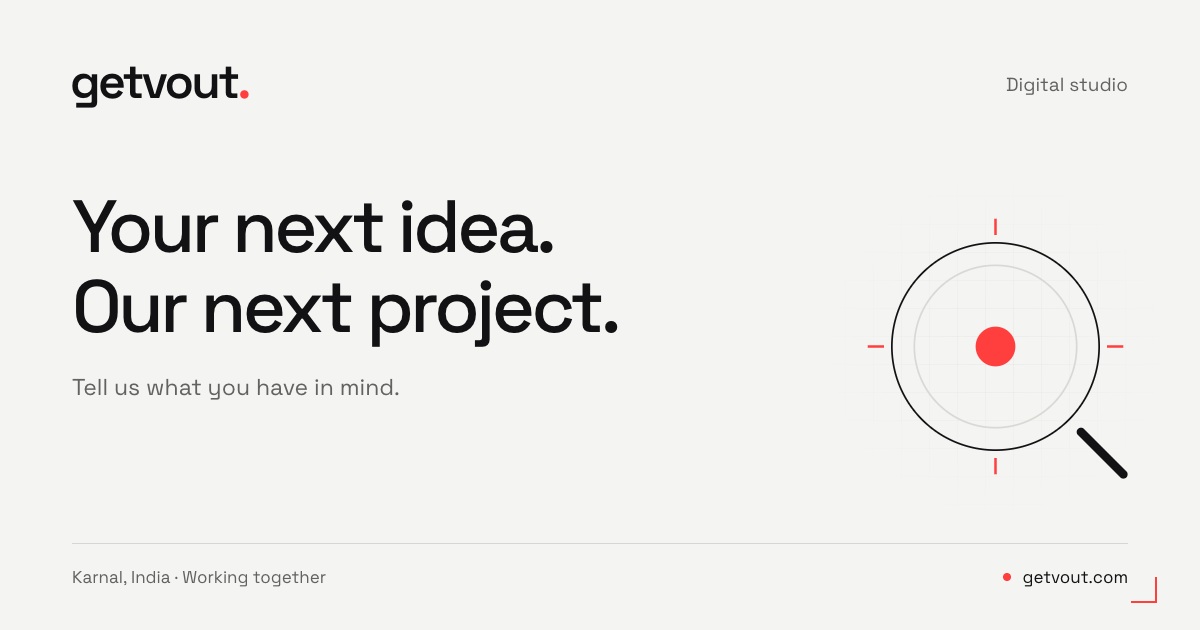 getvout.
Digital studio
Your next idea.
Our next project.
Tell us what you have in mind.
Karnal, India · Working together
getvout.com